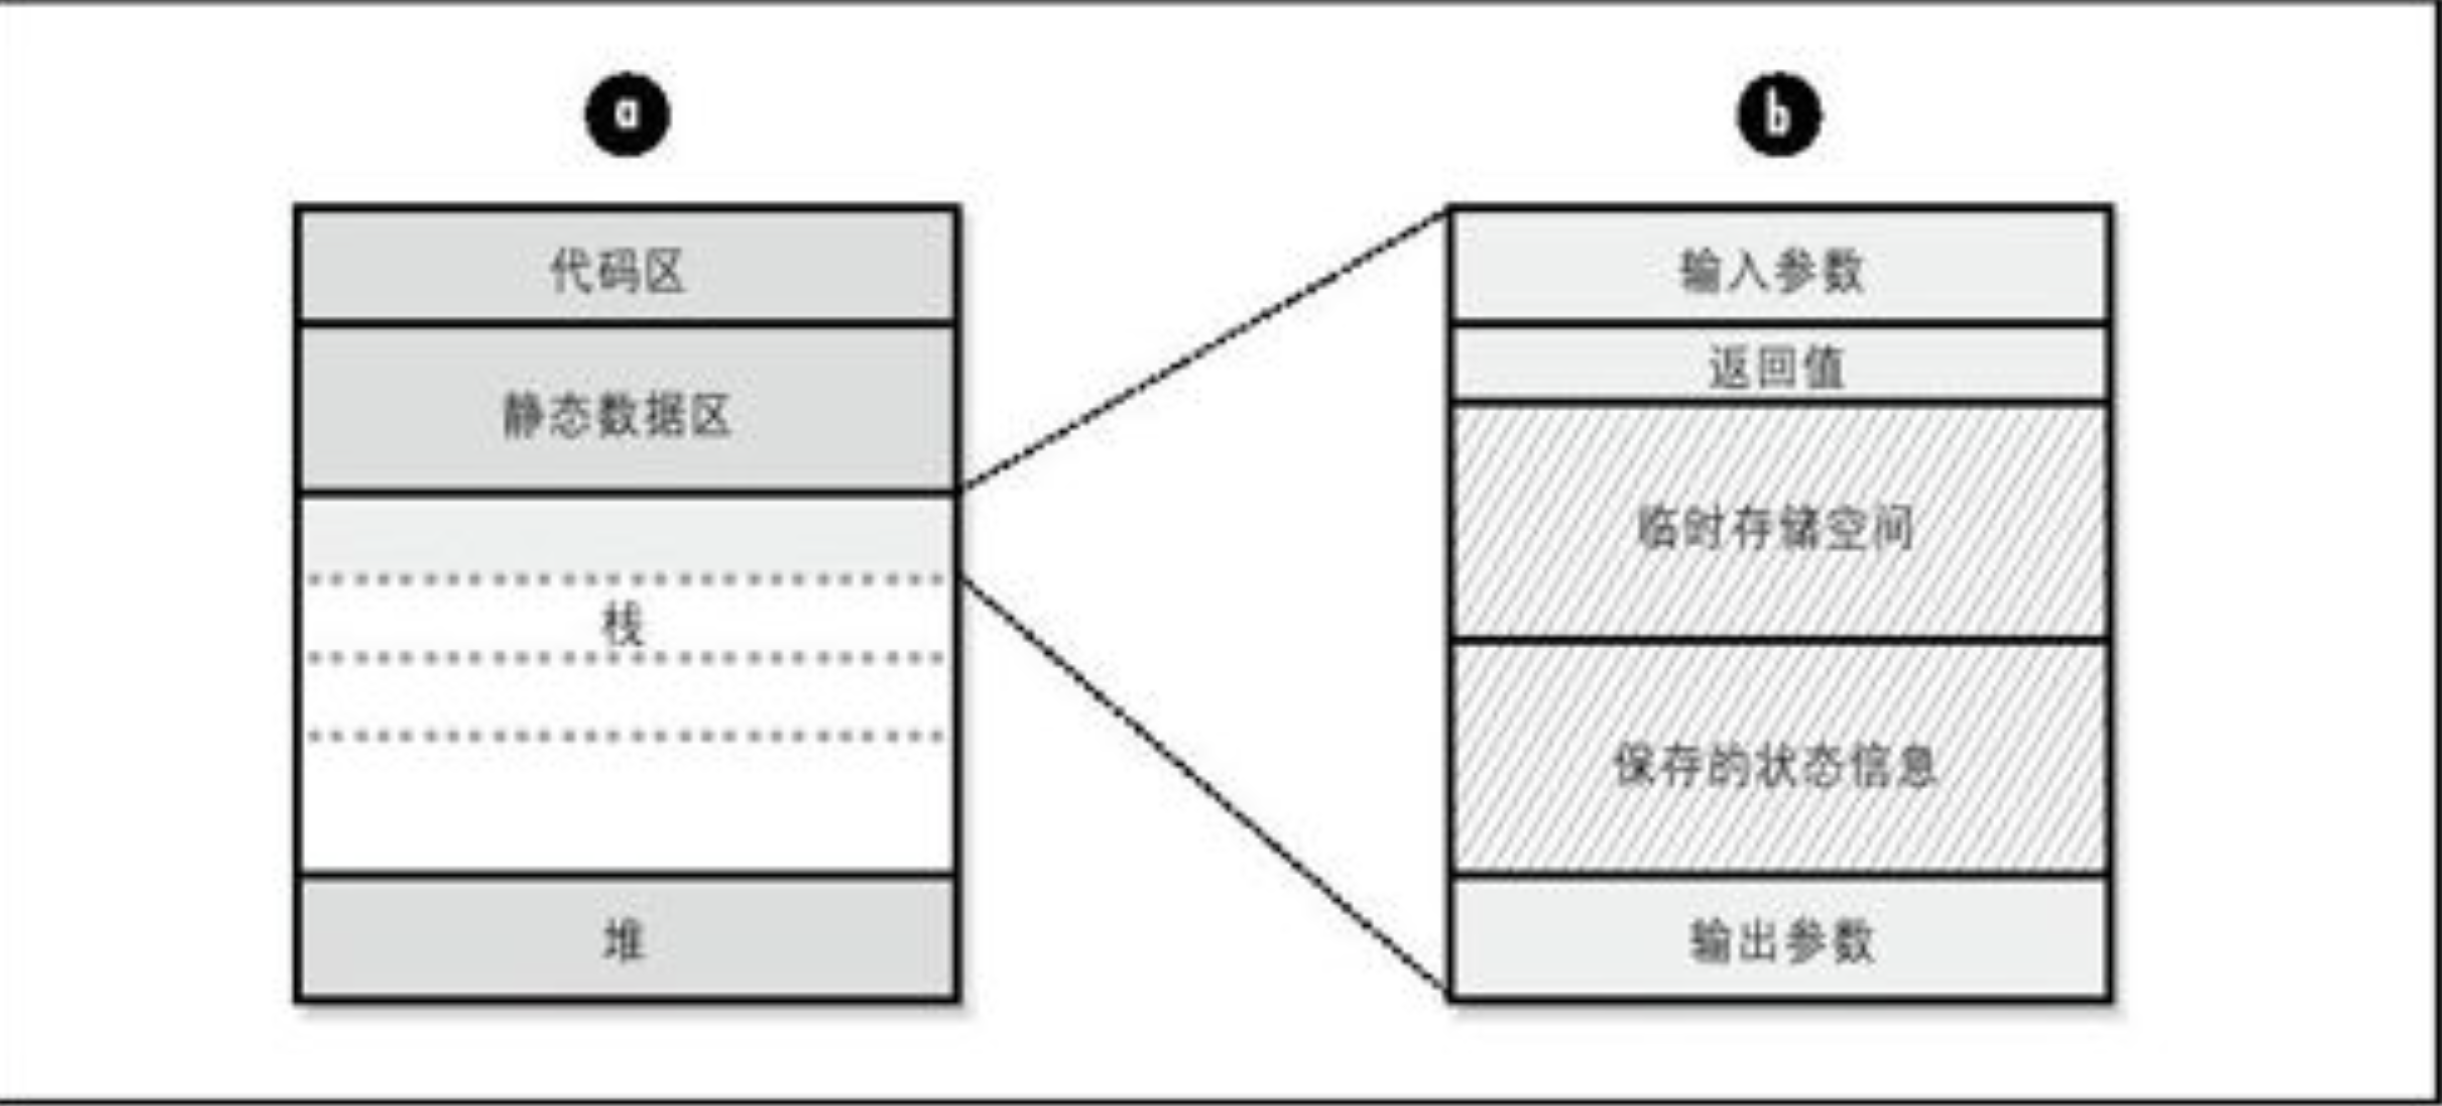 a
代码区
静态数据区
栈
堆
b
输入参数
返回值
临时存储空间
保存的状态信息
输出参数